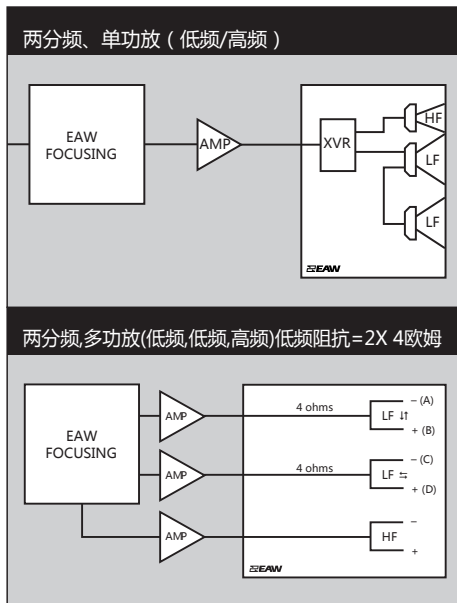 两分频、单功放 ( 低频/高频 )
EAW
FOCUSING
AMP
XVR
HF
LF
LF
EAW
两分频,多功放(低频,低频,高频)低频阻抗=2X 4欧姆
EAW
FOCUSING
AMP
4 ohms
LF ↓↑
– (A)
+ (B)
AMP
4 ohms
LF ⇆
– (C)
+ (D)
AMP
HF
–
+
EAW